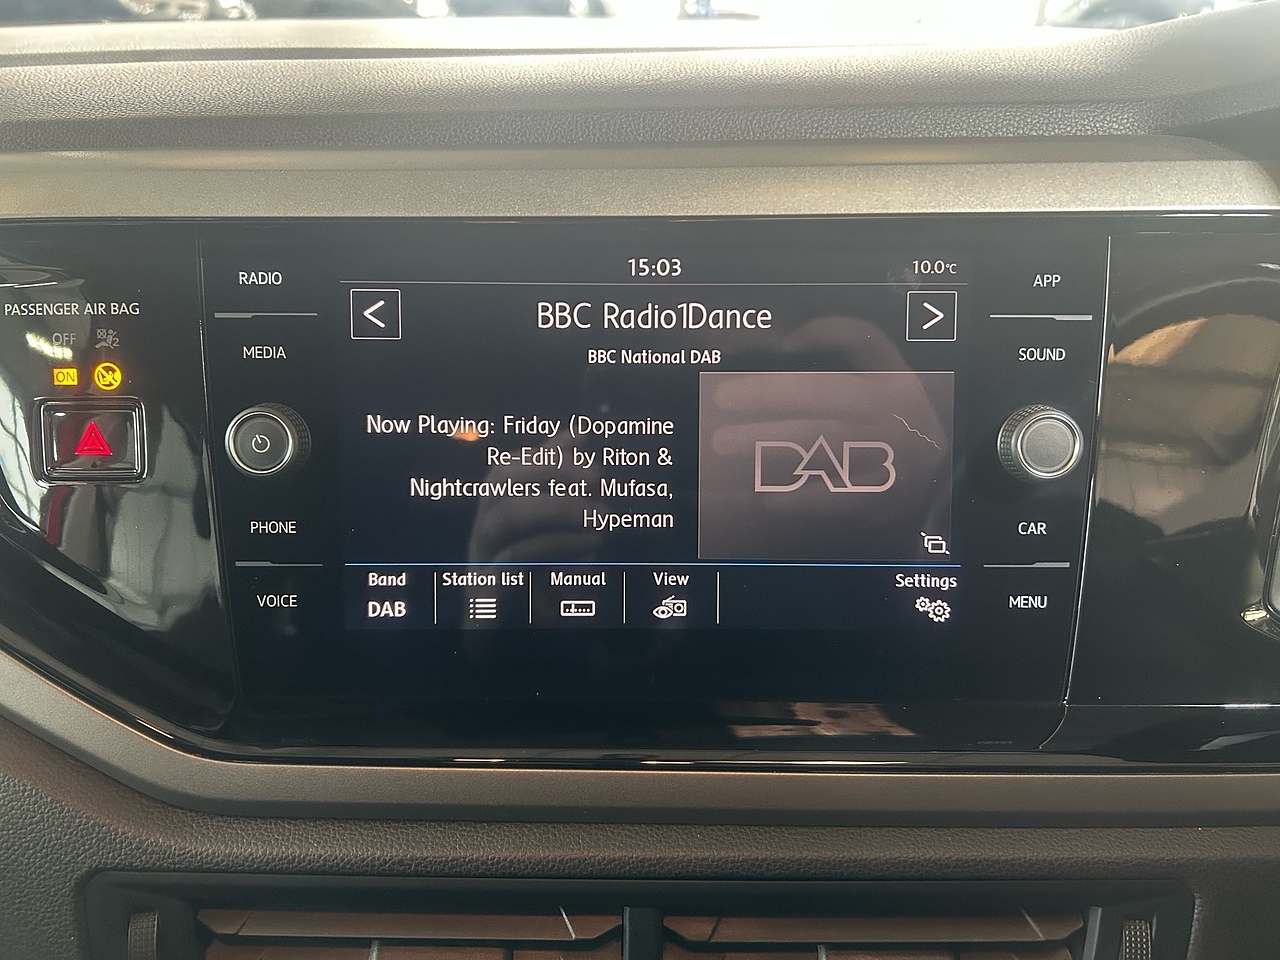 PASSENGER AIR BAG
OFF
ON
RADIO
MEDIA
PHONE
VOICE
15:03
10.0°C
BBC Radio1Dance
BBC National DAB
Now Playing: Friday (Dopamine
Re-Edit) by Riton &
Nightcrawlers feat. Mufasa,
Hypeman
DAB
Band
DAB
Station list
Manual
View
Settings
APP
SOUND
CAR
MENU